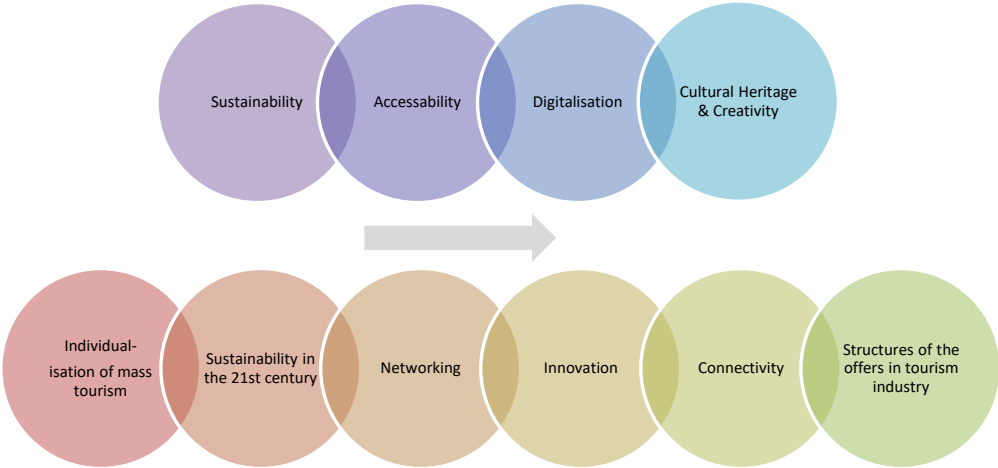 Sustainability
Accessability
Digitalisation
Cultural Heritage
& Creativity
Individual-
isation of mass
tourism
Sustainability in
the 21st century
Networking
Innovation
Connectivity
Structures of the
offers in tourism
industry